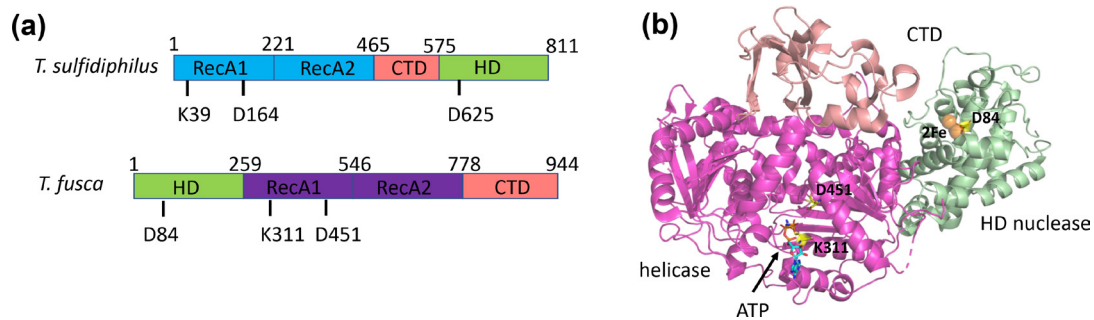 (a)
1 221 465 575 811
T. sulfidiphilus RecA1 RecA2 CTD HD
K39 D164 D625
1 259 546 778 944
T. fusca HD RecA1 RecA2 CTD
D84 K311 D451
(b)
CTD
2Fe D84
D451
K311
HD nuclease
helicase
ATP